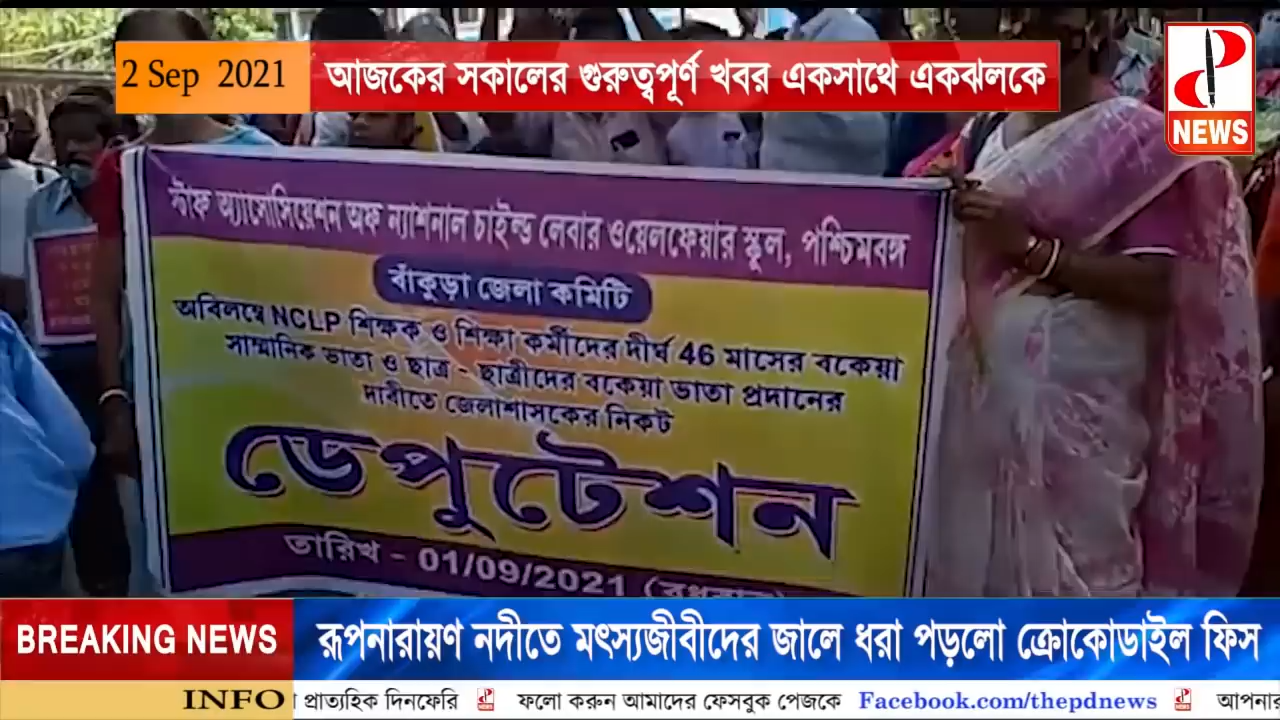 2 Sep 2021
আজকের সকালের গুরুত্বপূর্ণ খবর একসাথে একঝলকে
P
NEWS
স্টাফ অ্যাসোসিয়েশন অফ ন্যাশনাল চাইল্ড লেবার ওয়েলফেয়ার স্কুল, পশ্চিমবঙ্গ
বাঁকুড়া জেলা কমিটি
অবিলম্বে NCLP শিক্ষক ও শিক্ষা কর্মীদের দীর্ঘ 46 মাসের বকেয়া
সাম্মানিক ভাতা ও ছাত্র - ছাত্রীদের বকেয়া ভাতা প্রদানের
দাবীতে জেলাশাসকের নিকট
ডেপুটেশন
তারিখ - 01/09/2021 (বুধবার)
BREAKING NEWS
রূপনারায়ণ নদীতে মৎস্যজীবীদের জালে ধরা পড়লো ক্রোকোডাইল ফিস
INFO
প্রাত্যহিক দিনফেরি
ফলো করুন আমাদের ফেসবুক পেজকে Facebook.com/thepdnews
আপনার